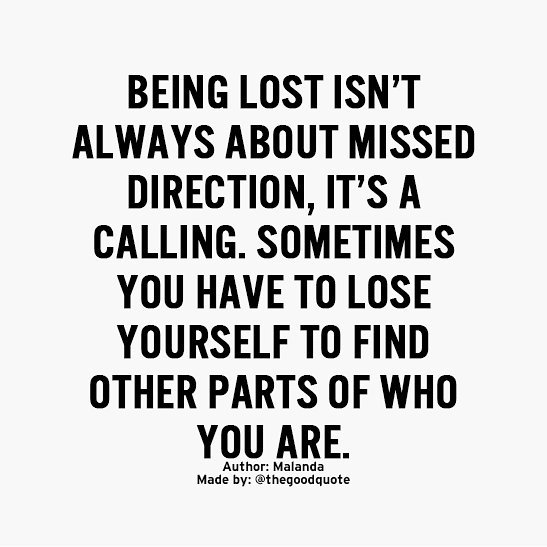 BEING LOST ISN'T
ALWAYS ABOUT MISSED
DIRECTION, IT'S A
CALLING. SOMETIMES
YOU HAVE TO LOSE
YOURSELF TO FIND
OTHER PARTS OF WHO
YOU ARE.
Author: Malanda
Made by: @thegoodquote